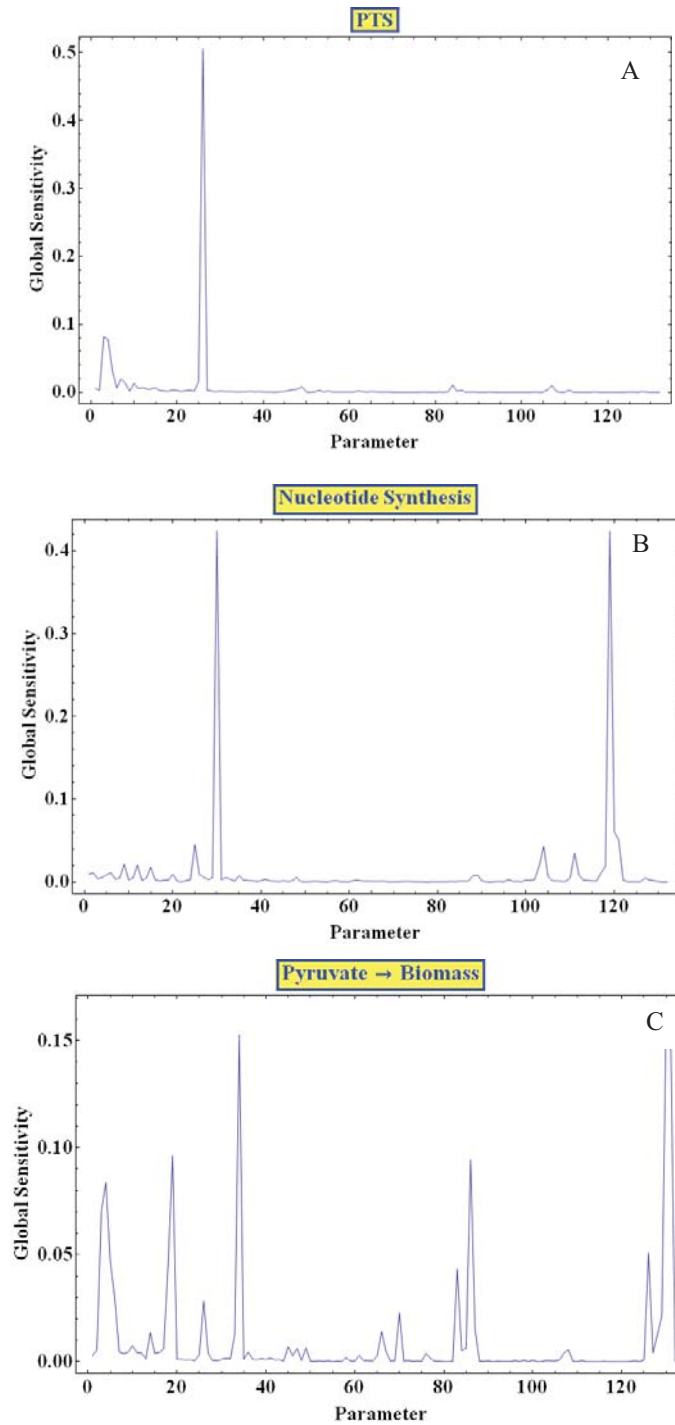 PTS
A
0.5
0.4
0.3
0.2
0.1
0.0
Global Sensitivity
0 20 40 60 80 100 120
Parameter
Nucleotide Synthesis
B
0.4
0.3
0.2
0.1
0.0
Global Sensitivity
0 20 40 60 80 100 120
Parameter
Pyruvate → Biomass
C
0.15
0.10
0.05
0.00
Global Sensitivity
0 20 40 60 80 100 120
Parameter